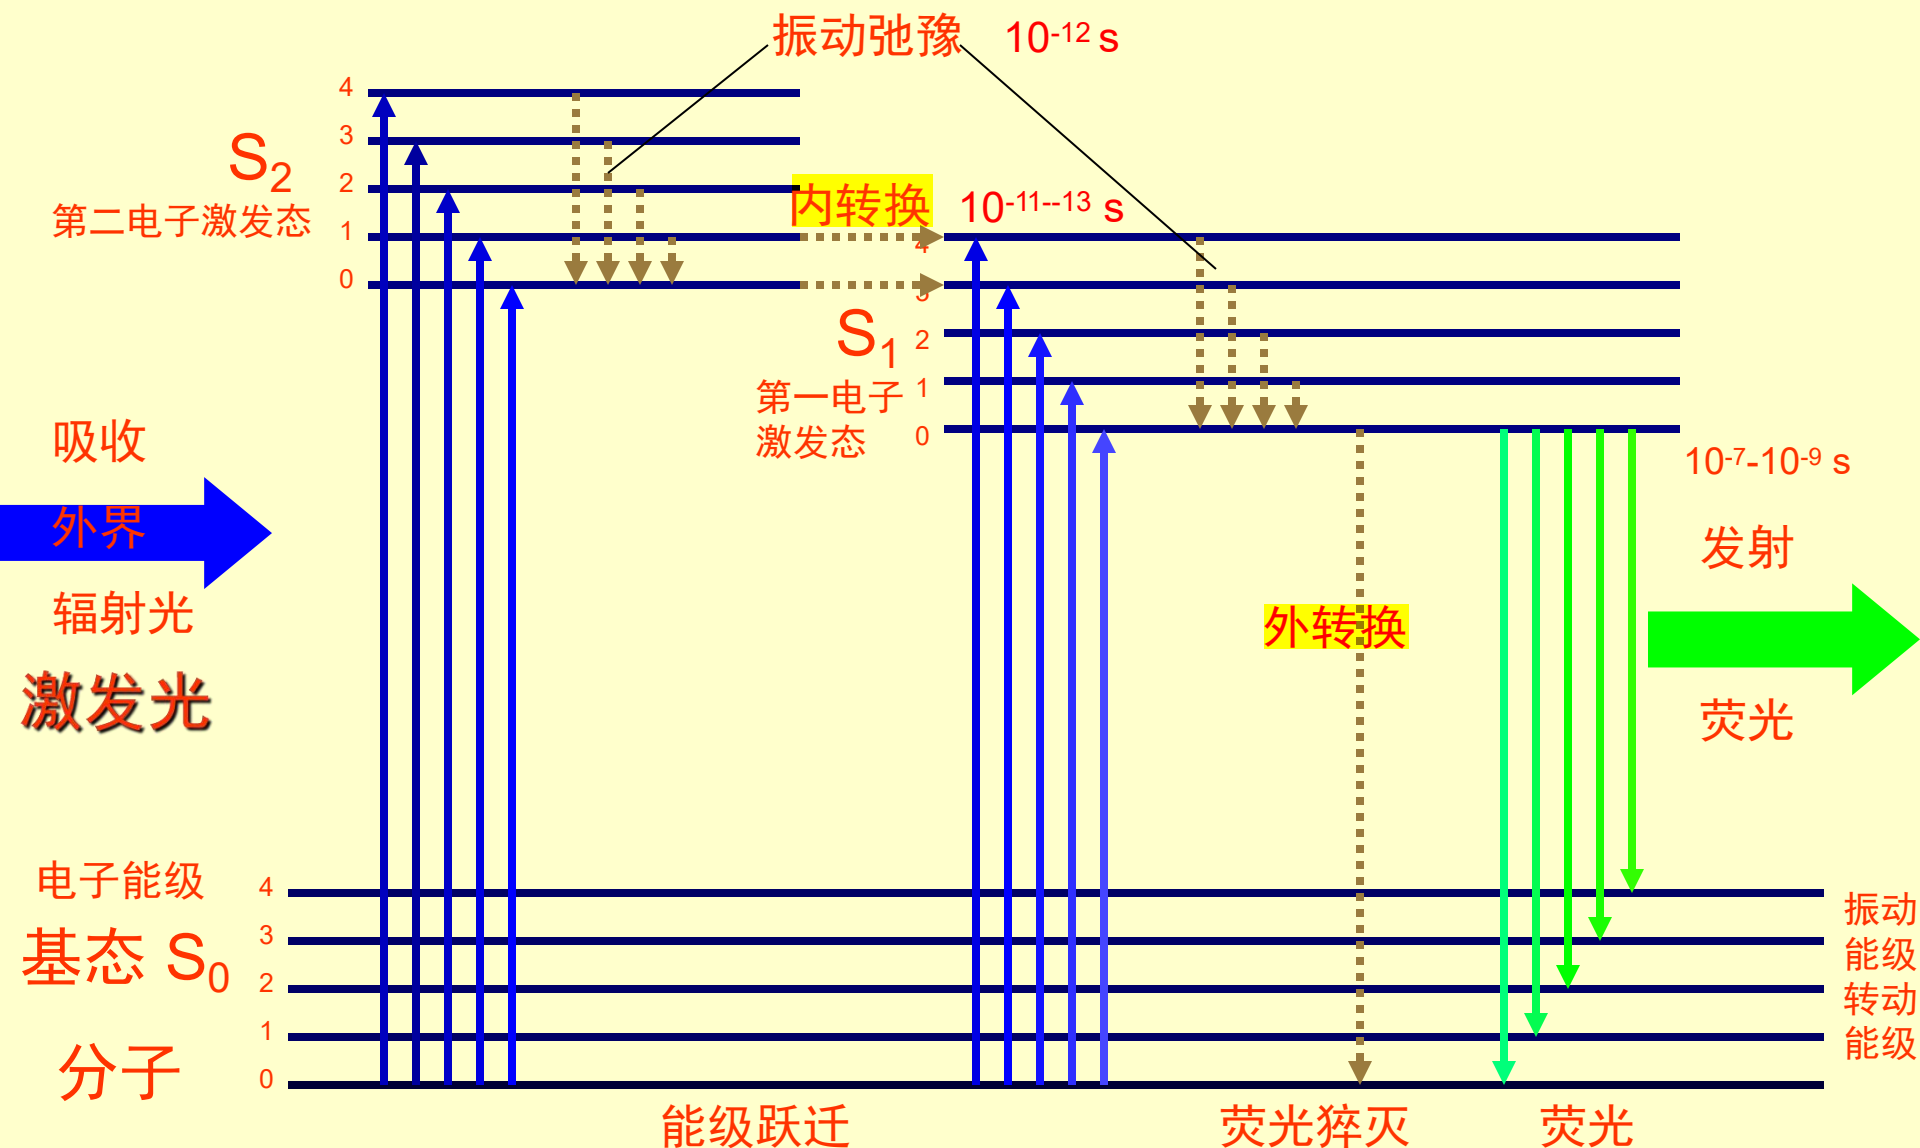 振动弛豫 10⁻¹² s
4
3
S₂
2
第二电子激发态
1
0
内转换 10⁻¹¹⁻⁻¹³ s
4
3
S₁
2
第一电子
激发态
1
0
吸收
外界
辐射光
激发光
10⁻⁷-10⁻⁹ s
发射
荧光
外转换
电子能级
4
基态 S₀
3
2
1
分子
0
振动
能级
转动
能级
能级跃迁
荧光猝灭
荧光